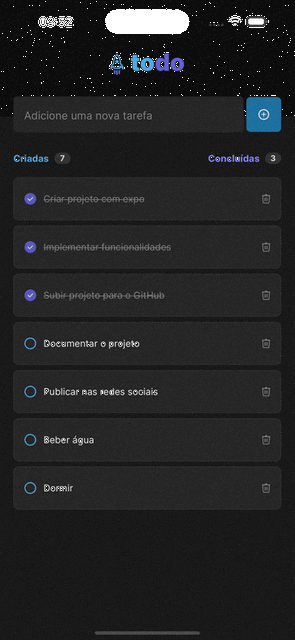 09:52
todo
Adicione uma nova tarefa
Criadas 7 Concluídas 3
Criar projeto com expo
Implementar funcionalidades
Subir projeto para o GitHub
Documentar o projeto
Publicar nas redes sociais
Beber água
Dormir